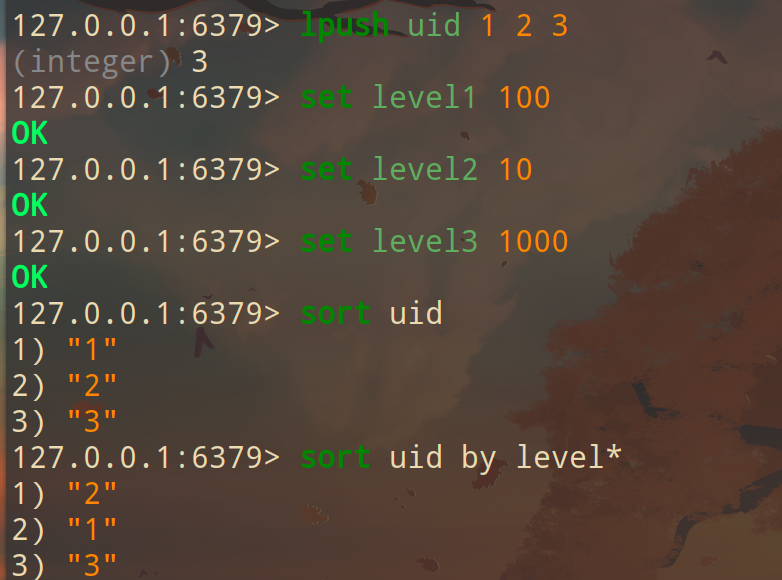 127.0.0.1:6379> lpush uid 1 2 3
(integer) 3
127.0.0.1:6379> set level1 100
OK
127.0.0.1:6379> set level2 10
OK
127.0.0.1:6379> set level3 1000
OK
127.0.0.1:6379> sort uid
1) "1"
2) "2"
3) "3"
127.0.0.1:6379> sort uid by level*
1) "2"
2) "1"
3) "3"